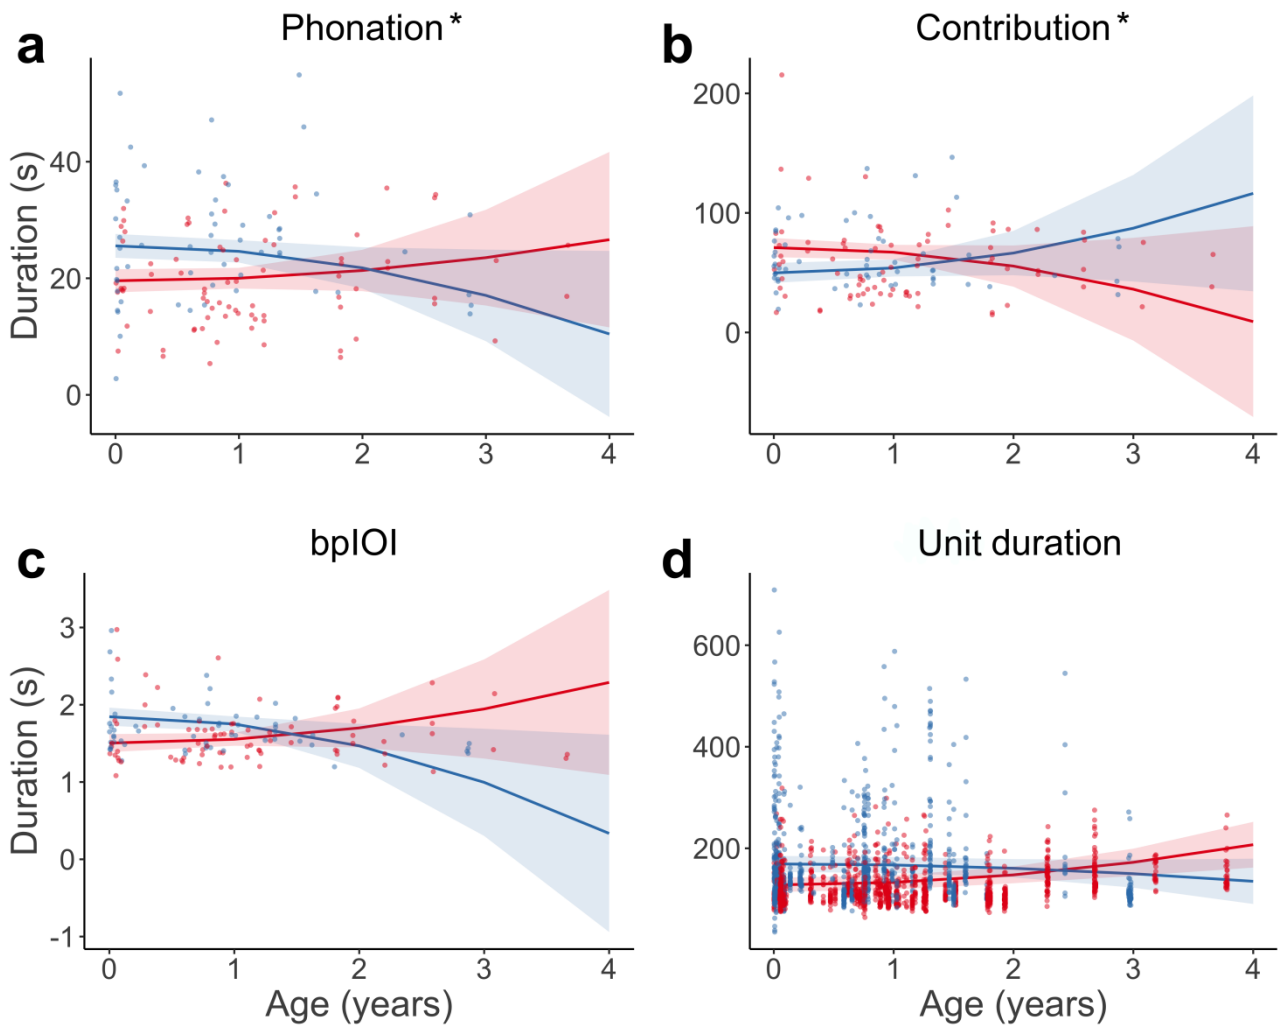 a
Phonation *
Duration (s)
40
20
0
0 1 2 3 4
b
Contribution *
200
100
0
0 1 2 3 4
c
bpIOI
Duration (s)
3
2
1
0
-1
0 1 2 3 4
Age (years)
d
Unit duration
600
400
200
0 1 2 3 4
Age (years)